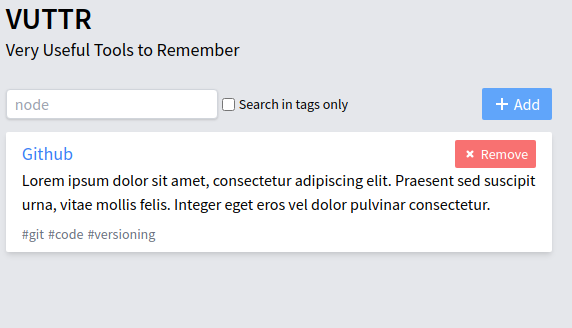 VUTTR
Very Useful Tools to Remember
node
Search in tags only
+ Add
Github
× Remove
Lorem ipsum dolor sit amet, consectetur adipiscing elit. Praesent sed suscipit
urna, vitae mollis felis. Integer eget eros vel dolor pulvinar consectetur.
#git #code #versioning